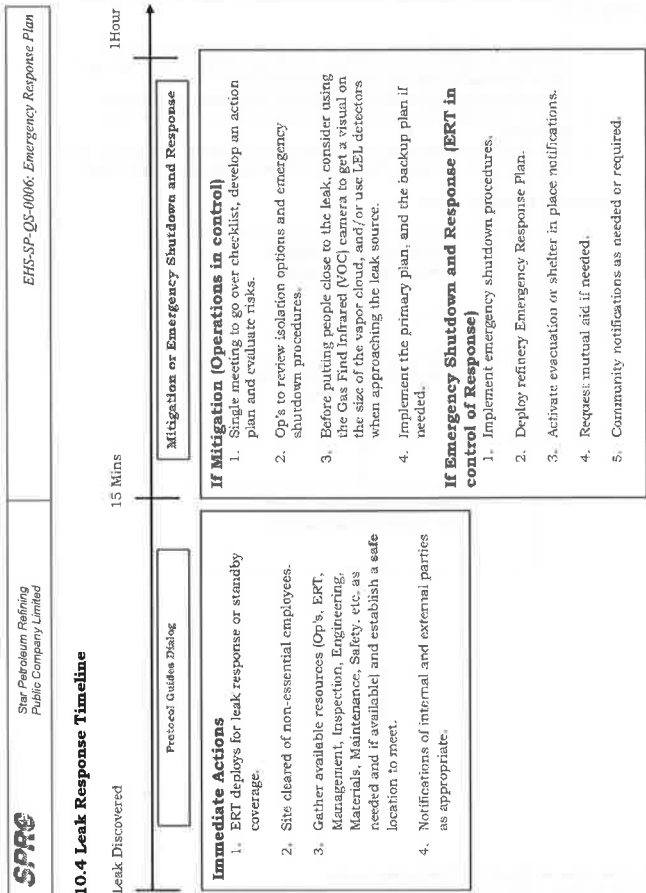 SPRC
Star Petroleum Refining
Public Company Limited
EHS-SP-QS-0006: Emergency Response Plan
10.4 Leak Response Timeline
Leak Discovered
15 Mins
1Hour
Protocol Guides Dialog
Mitigation or Emergency Shutdown and Response
Immediate Actions
1. ERT deploys for leak response or standby
coverage.
2. Site cleared of non-essential employees.
3. Gather available resources (Op's, ERT,
Management, Inspection, Engineering,
Materials, Maintenance, Safety. etc. as
needed and if available) and establish a safe
location to meet.
4. Notifications of internal and external parties
as appropriate.
If Mitigation (Operations in control)
1. Single meeting to go over checklist, develop an action
plan and evaluate risks.
2. Op's to review isolation options and emergency
shutdown procedures.
3. Before putting people close to the leak, consider using
the Gas Find Infrared (VOC) camera to get a visual on
the size of the vapor cloud, and/or use LEL detectors
when approaching the leak source.
4. Implement the primary plan, and the backup plan if
needed.
If Emergency Shutdown and Response (ERT in
control of Response)
1. Implement emergency shutdown procedures.
2. Deploy refinery Emergency Response Plan.
3. Activate evacuation or shelter in place notifications.
4. Request mutual aid if needed.
5. Community notifications as needed or required.